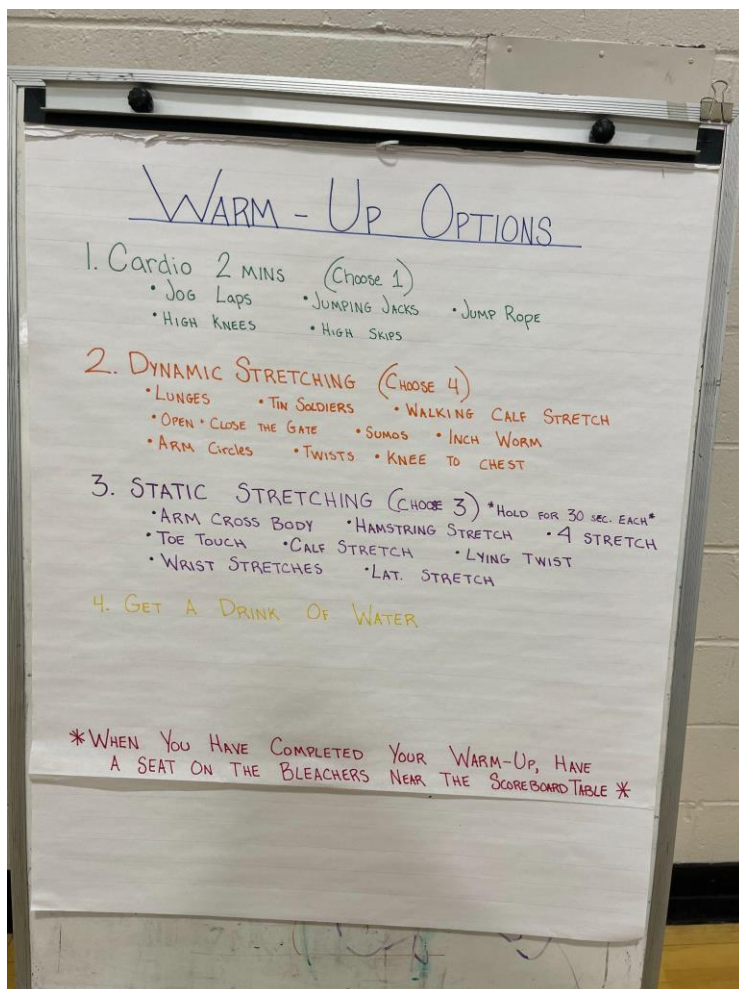 WARM-UP OPTIONS
1. Cardio 2 MINS (Choose 1)
• JOG Laps • JUMPING JACKS • JUMP ROPE
• HIGH KNEES • HIGH SKIPS
2. DYNAMIC STRETCHING (CHOOSE 4)
• LUNGES • TIN SOLDIERS • WALKING CALF STRETCH
• OPEN + CLOSE THE GATE • SUMOS • INCH WORM
• ARM Circles • TWISTS • KNEE TO CHEST
3. STATIC STRETCHING (CHOOSE 3) *HOLD FOR 30 SEC. EACH*
• ARM CROSS BODY • HAMSTRING STRETCH • 4 STRETCH
• TOE TOUCH • CALF STRETCH • LYING TWIST
• WRIST STRETCHES • LAT. STRETCH
4. GET A DRINK OF WATER
*WHEN YOU HAVE COMPLETED YOUR WARM-UP, HAVE
A SEAT ON THE BLEACHERS NEAR THE SCOREBOARD TABLE *